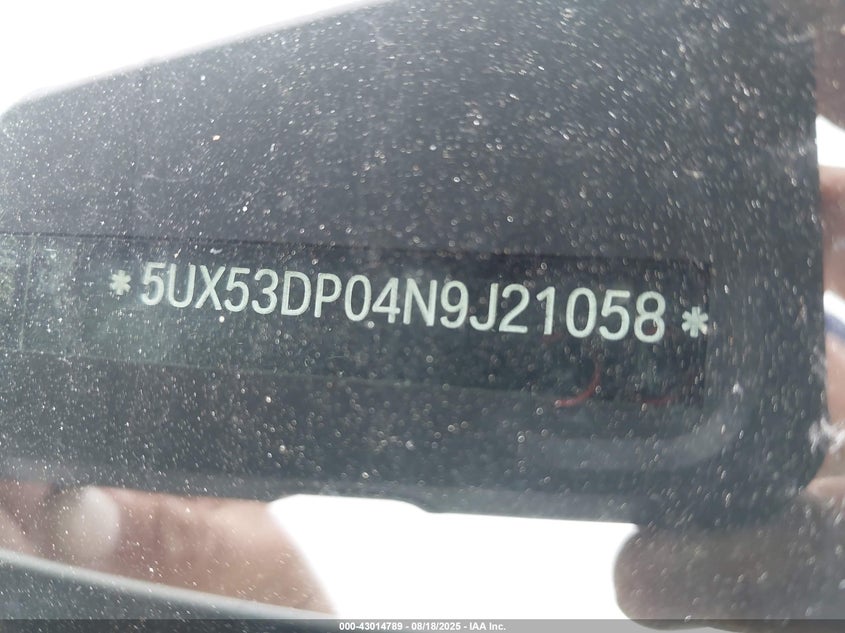 *5UX53DP04N9J21058*
000-43014789 - 08/18/2025 - IAA Inc.